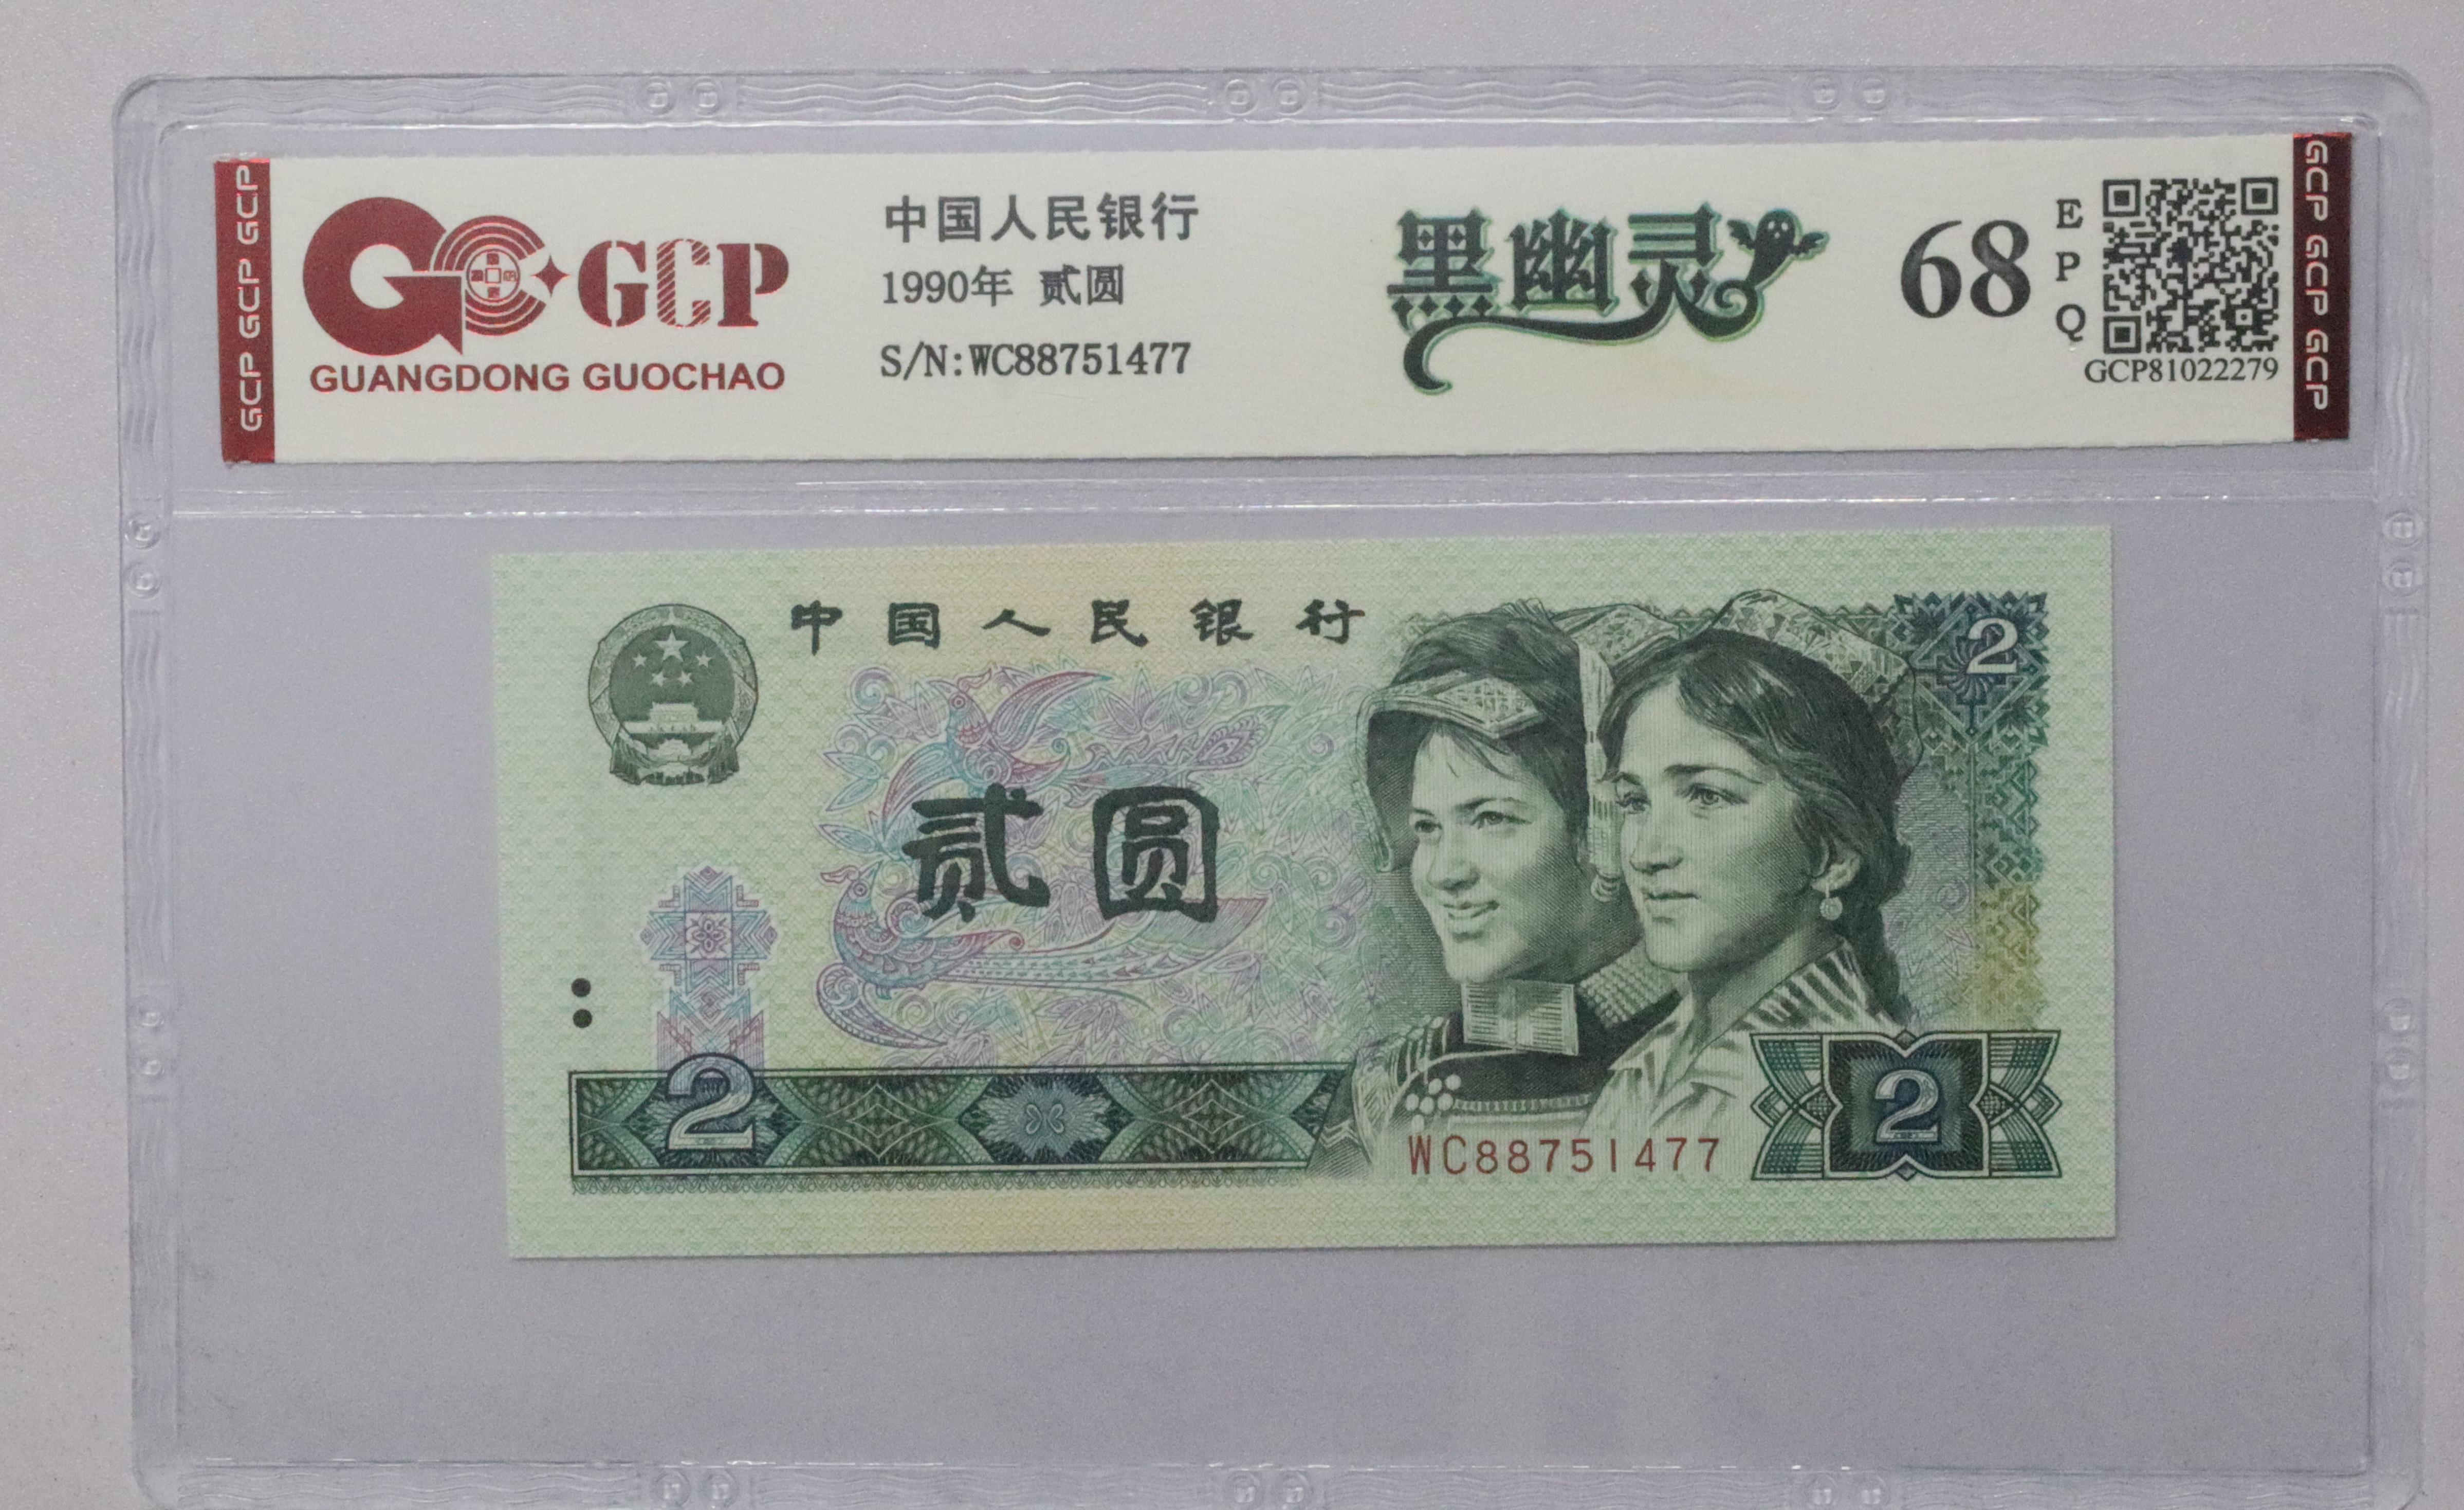 GCP GCP GCP
GCP
GUANGDONG GUOCHAO
中国人民银行
1990年 贰圆
S/N:WC88751477
黑幽灵
68
E
P
Q
GCP81022279
GCP GCP GCP
中国人民银行
2
贰圆
2
WC88751477
2